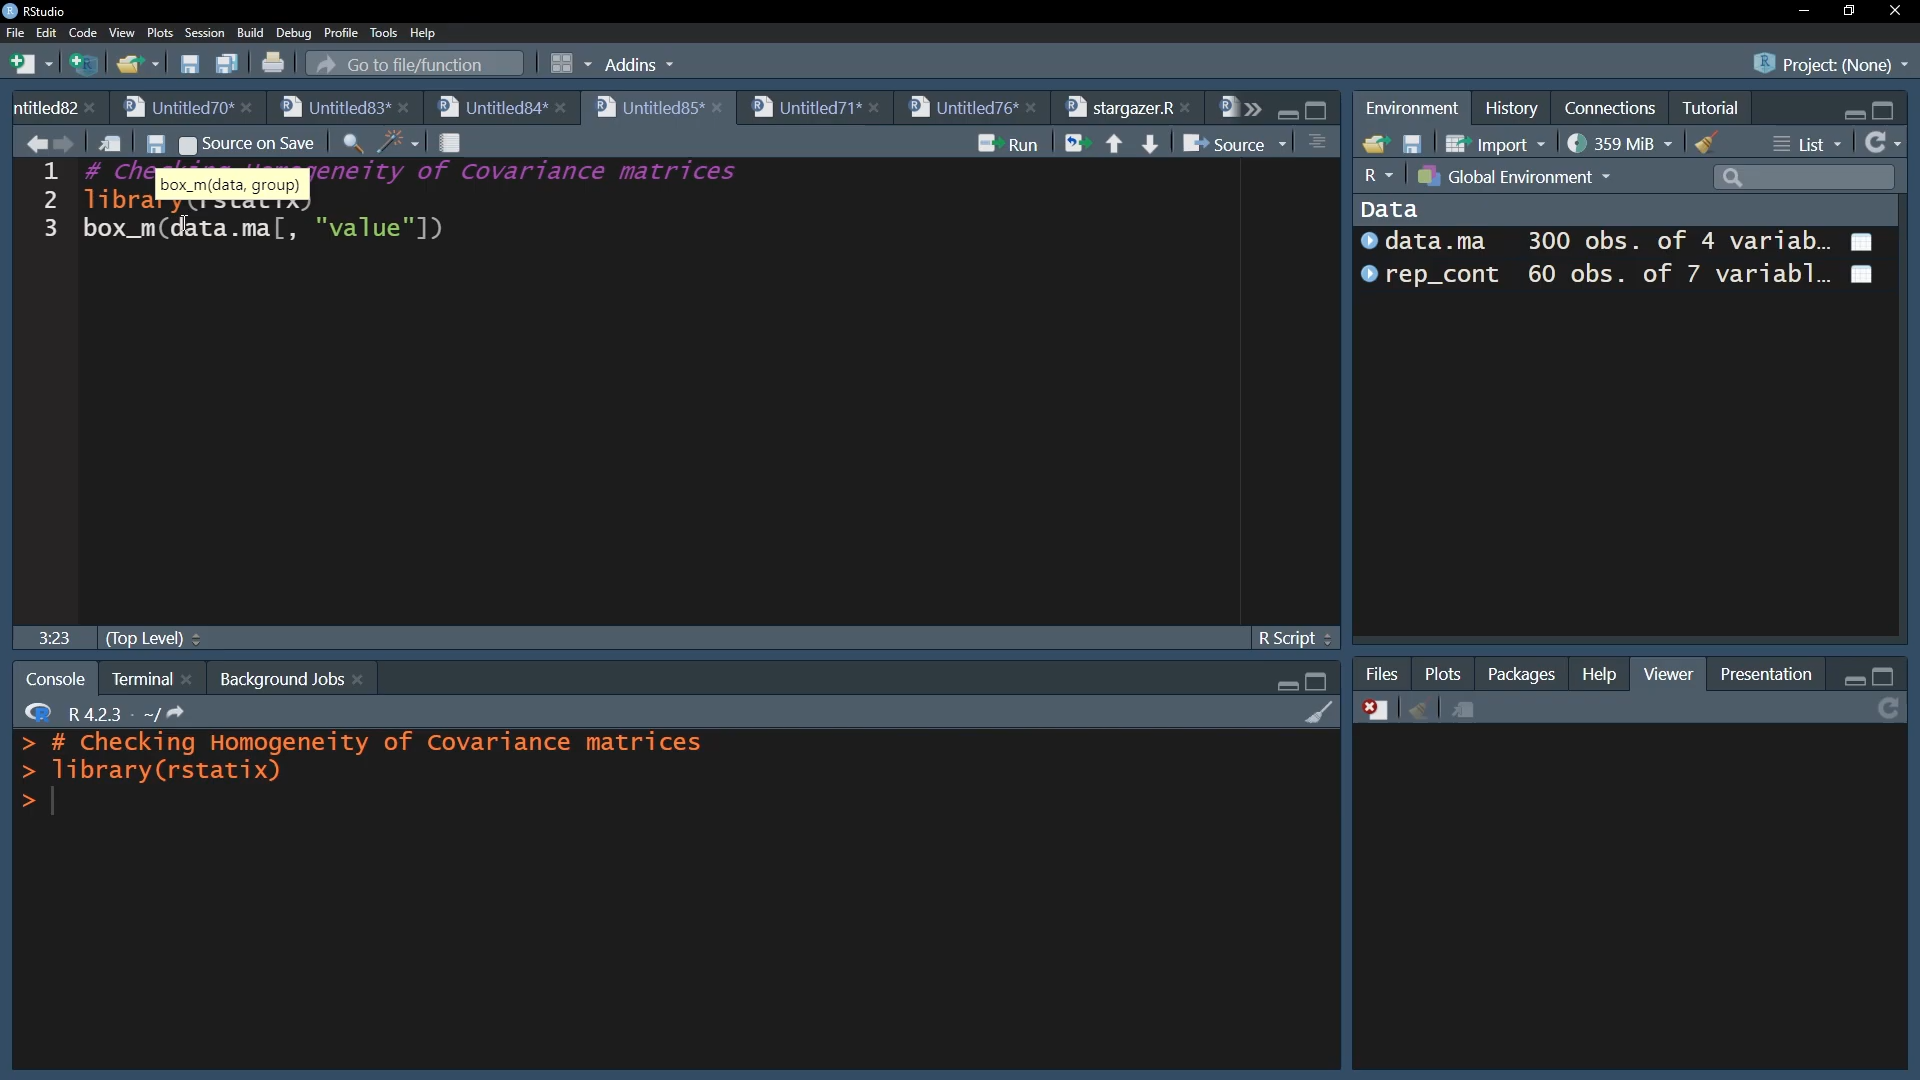 RStudio
File Edit Code View Plots Session Build Debug Profile Tools Help
Go to file/function Addins Project: (None)
ntitled82 Untitled70* Untitled83* Untitled84* Untitled85* Untitled71* Untitled76* stargazer.R
Source on Save Run Source
1 # Checking Homogeneity of Covariance matrices
box_m(data, group)
2 library(rstatix)
3 box_m(data.ma[, "value"])
3:23 (Top Level) R Script
Console Terminal Background Jobs
R 4.2.3 · ~/
> # Checking Homogeneity of Covariance matrices
> library(rstatix)
>
Environment History Connections Tutorial
Import 359 MiB List
R Global Environment
Data
data.ma 300 obs. of 4 variab…
rep_cont 60 obs. of 7 variabl…
Files Plots Packages Help Viewer Presentation